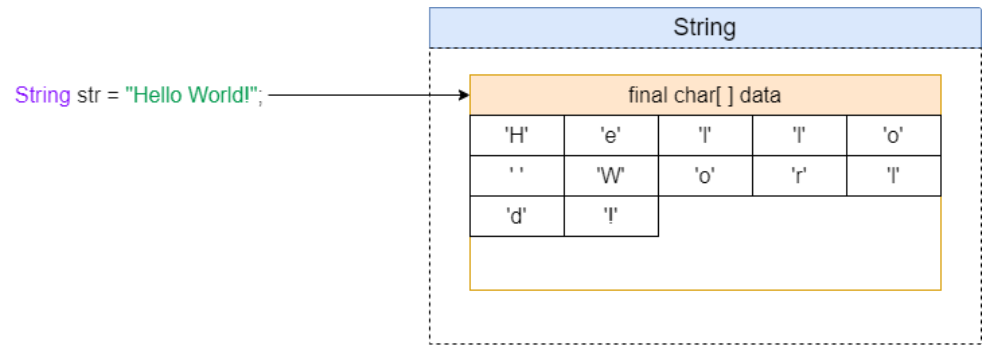 String
String str = "Hello World!";
final char[ ] data
'H' 'e' 'l' 'l' 'o'
' ' 'W' 'o' 'r' 'l'
'd' '!'